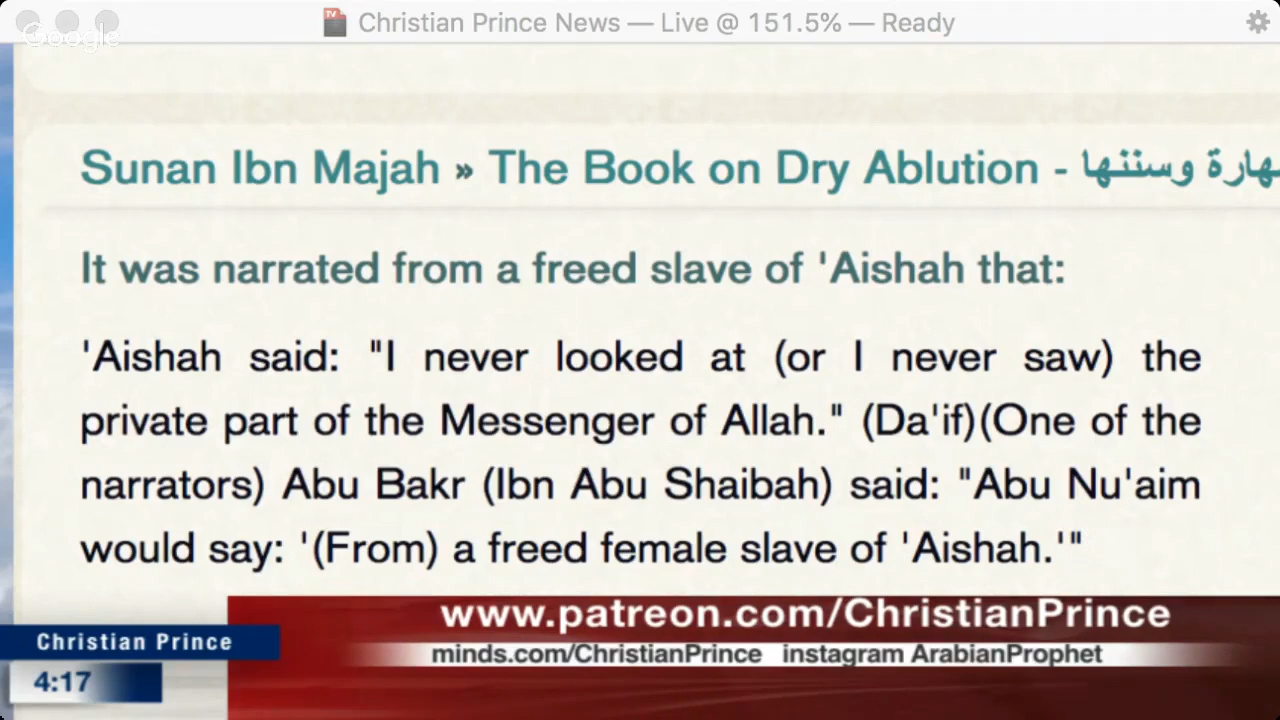 TV Christian Prince News — Live @ 151.5% — Ready
Google
Sunan Ibn Majah » The Book on Dry Ablution - وسننها
It was narrated from a freed slave of 'Aishah that:
'Aishah said: "I never looked at (or I never saw) the
private part of the Messenger of Allah." (Da'if)(One of the
narrators) Abu Bakr (Ibn Abu Shaibah) said: "Abu Nu'aim
would say: '(From) a freed female slave of 'Aishah.'"
www.patreon.com/ChristianPrince
Christian Prince
minds.com/ChristianPrince instagram ArabianProphet
4:17